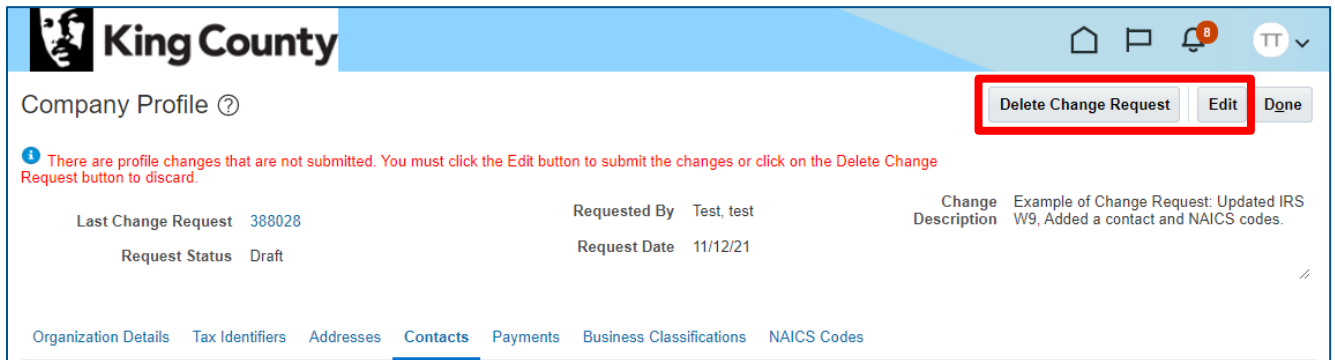 King County
8
TT
Company Profile
Delete Change Request
Edit
Done
There are profile changes that are not submitted. You must click the Edit button to submit the changes or click on the Delete Change
Request button to discard.
Last Change Request 388028
Request Status Draft
Requested By Test, test
Request Date 11/12/21
Change Description
Example of Change Request: Updated IRS
W9, Added a contact and NAICS codes.
Organization Details Tax Identifiers Addresses Contacts Payments Business Classifications NAICS Codes